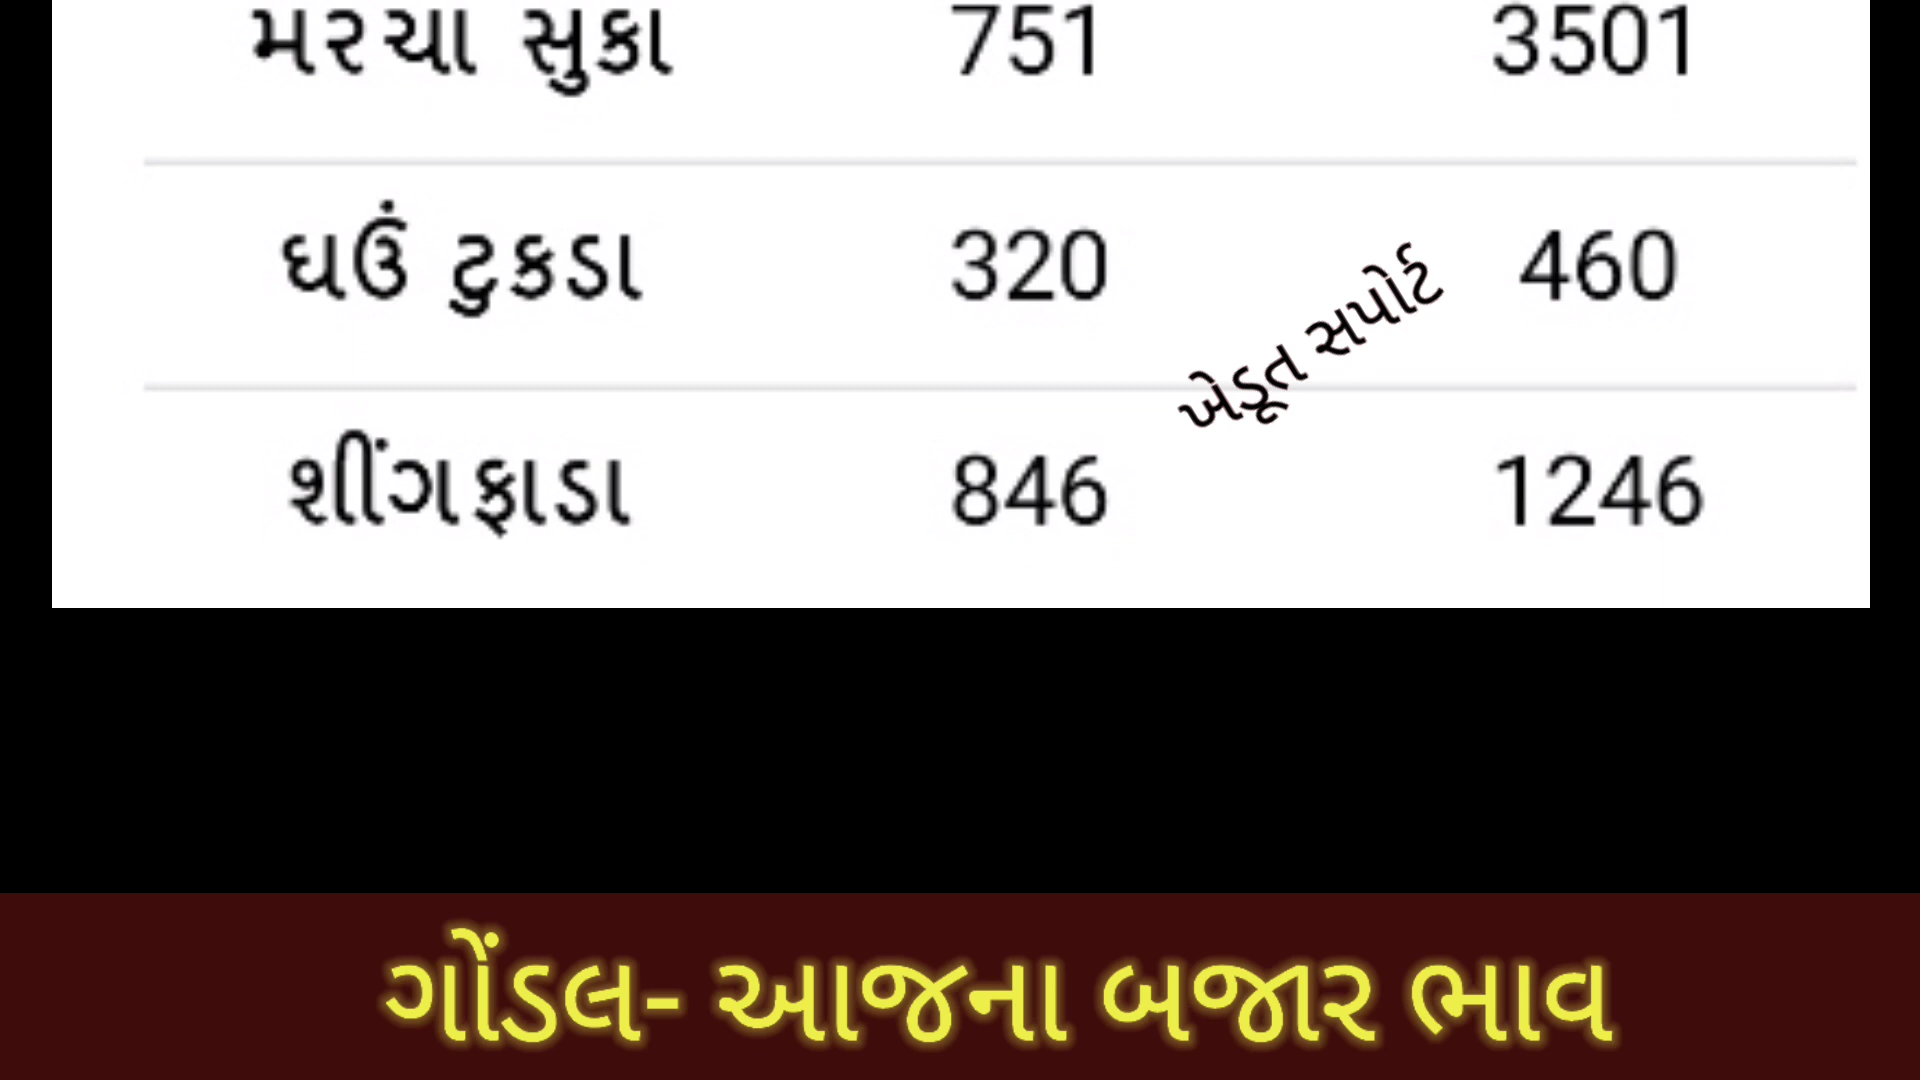 મરચા સુકા 751 3501
ઘઉં ટુકડા 320 460
ખેડૂત સપોર્ટ
શીંગફાડા 846 1246
ગોંડલ- આજના બજાર ભાવ